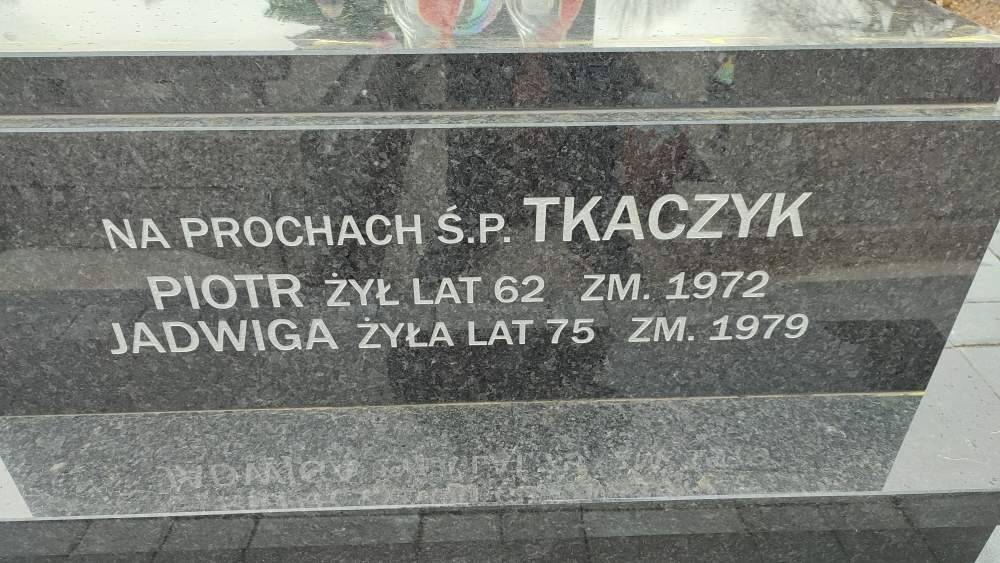 NA PROCHACH Ś.P. TKACZYK
PIOTR ŻYŁ LAT 62 ZM. 1972
JADWIGA ŻYŁA LAT 75 ZM. 1979